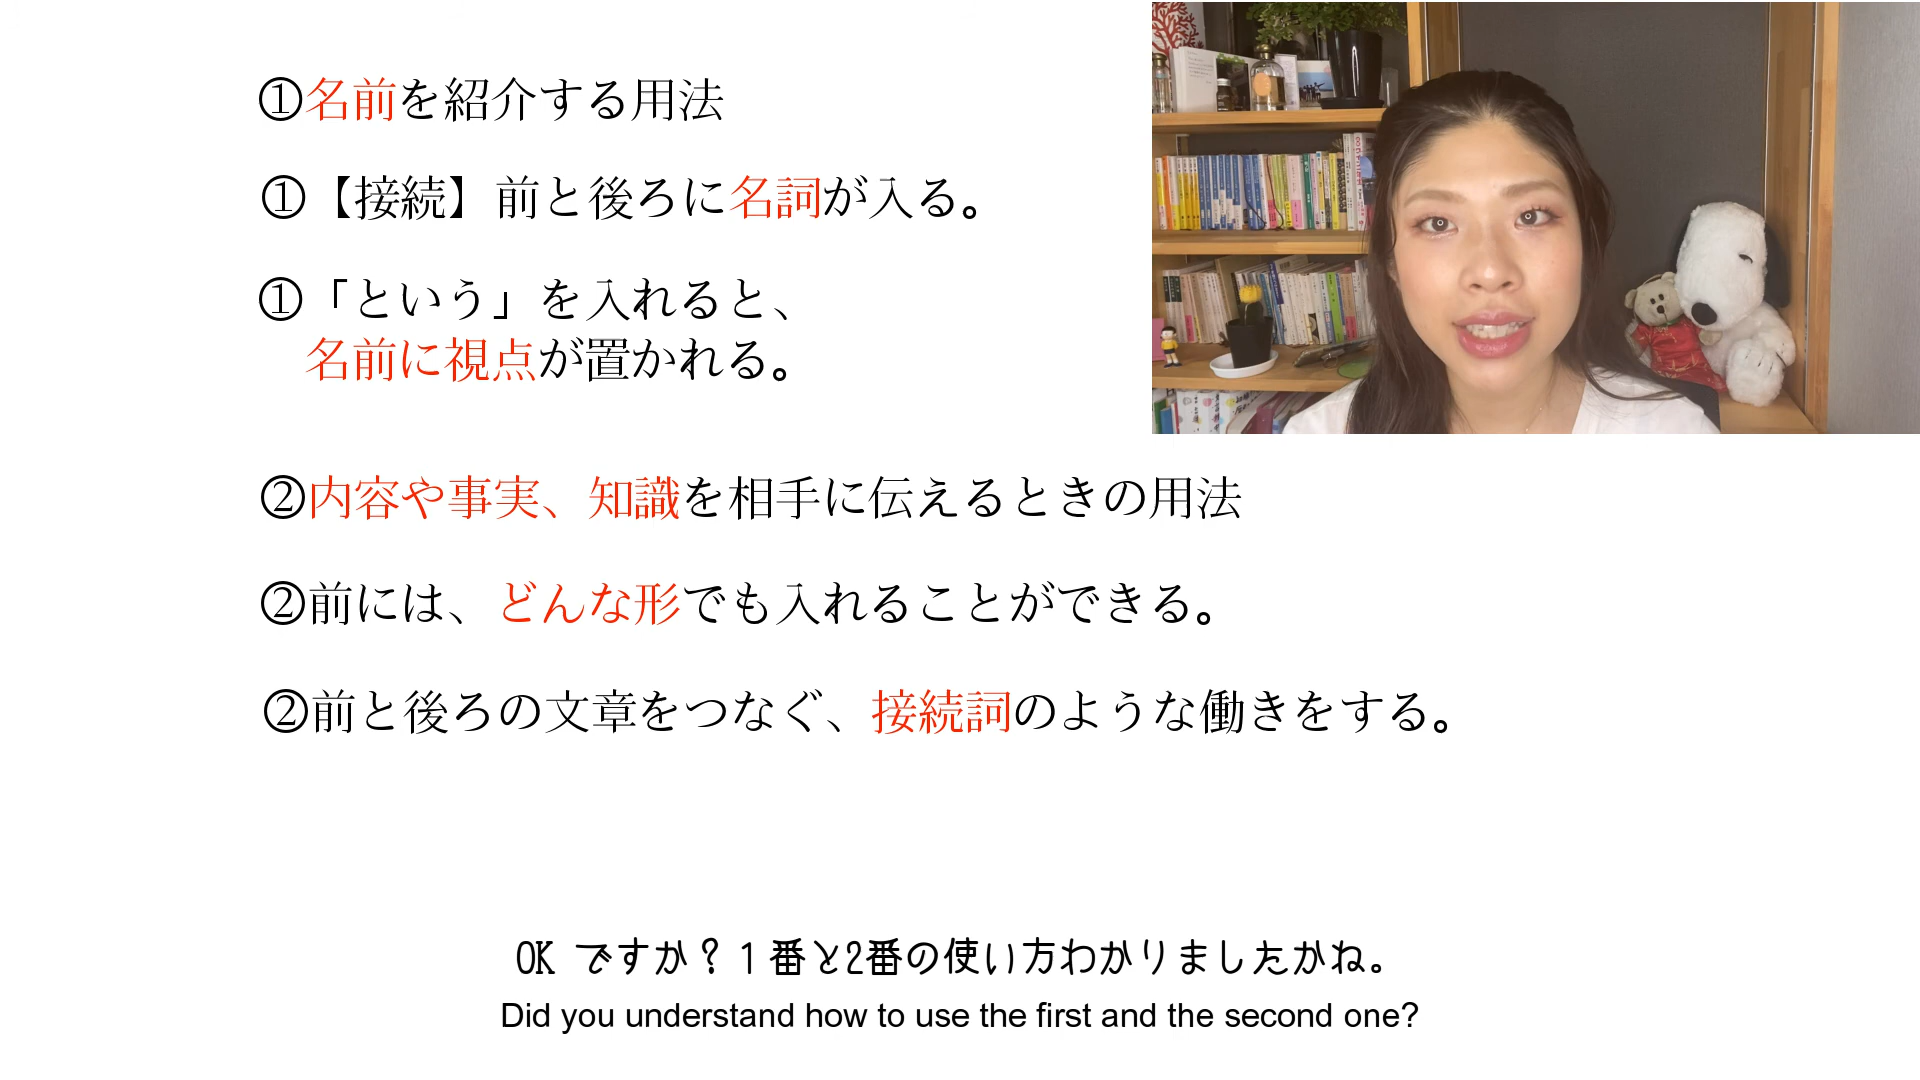 ①名前を紹介する用法
①【接続】前と後ろに名詞が入る。
①「という」を入れると、
名前に視点が置かれる。
②内容や事実、知識を相手に伝えるときの用法
②前には、どんな形でも入れることができる。
②前と後ろの文章をつなぐ、接続詞のような働きをする。
OK ですか？１番と2番の使い方わかりましたかね。
Did you understand how to use the first and the second one?